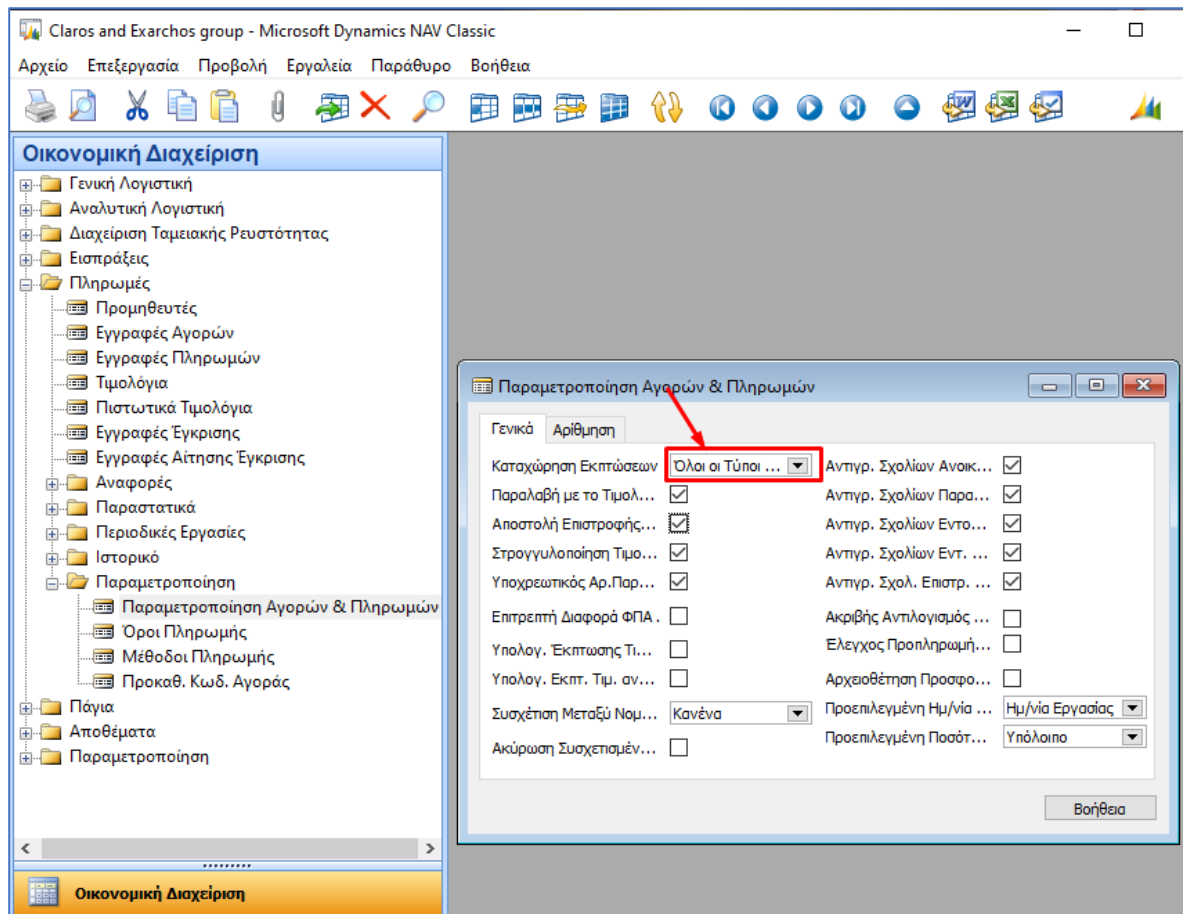 Claros and Exarchos group - Microsoft Dynamics NAV Classic
Αρχείο Επεξεργασία Προβολή Εργαλεία Παράθυρο Βοήθεια
Οικονομική Διαχείριση
Γενική Λογιστική
Αναλυτική Λογιστική
Διαχείριση Ταμειακής Ρευστότητας
Εισπράξεις
Πληρωμές
Προμηθευτές
Εγγραφές Αγορών
Εγγραφές Πληρωμών
Τιμολόγια
Πιστωτικά Τιμολόγια
Εγγραφές Έγκρισης
Εγγραφές Αίτησης Έγκρισης
Αναφορές
Παραστατικά
Περιοδικές Εργασίες
Ιστορικό
Παραμετροποίηση
Παραμετροποίηση Αγορών & Πληρωμών
Όροι Πληρωμής
Μέθοδοι Πληρωμής
Προκαθ. Κωδ. Αγοράς
Πάγια
Αποθέματα
Παραμετροποίηση
Οικονομική Διαχείριση
Παραμετροποίηση Αγορών & Πληρωμών
Γενικά Αρίθμηση
Καταχώρηση Εκπτώσεων Όλοι οι Τύποι ...
Παραλαβή με το Τιμολ...
Αποστολή Επιστροφής...
Στρογγυλοποίηση Τιμο...
Υποχρεωτικός Αρ.Παρ...
Επιτρεπτή Διαφορά ΦΠΑ .
Υπολογ. Έκπτωσης Τι...
Υπολογ. Εκπτ. Τιμ. αν...
Συσχέτιση Μεταξύ Νομ... Κανένα
Ακύρωση Συσχετισμέν...
Αντιγρ. Σχολίων Ανοικ...
Αντιγρ. Σχολίων Παρα...
Αντιγρ. Σχολίων Εντο...
Αντιγρ. Σχολίων Εντ. ...
Αντιγρ. Σχολ. Επιστρ. ...
Ακριβής Αντιλογισμός ...
Έλεγχος Προπληρωμή...
Αρχειοθέτηση Προσφο...
Προεπιλεγμένη Ημ/νία ... Ημ/νία Εργασίας
Προεπιλεγμένη Ποσότ... Υπόλοιπο
Βοήθεια